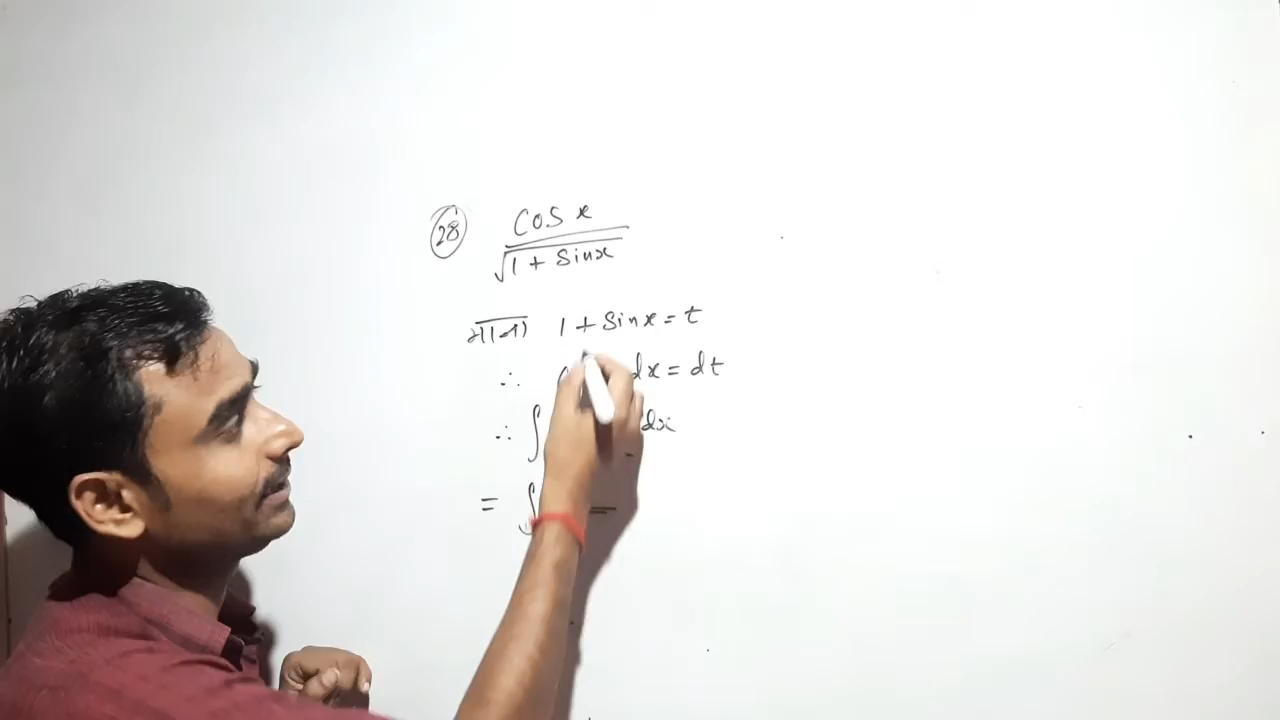 28 cos x / √1 + sinx
माना 1 + sinx = t
∴ dx = dt
∴ ∫ dx
= ∫